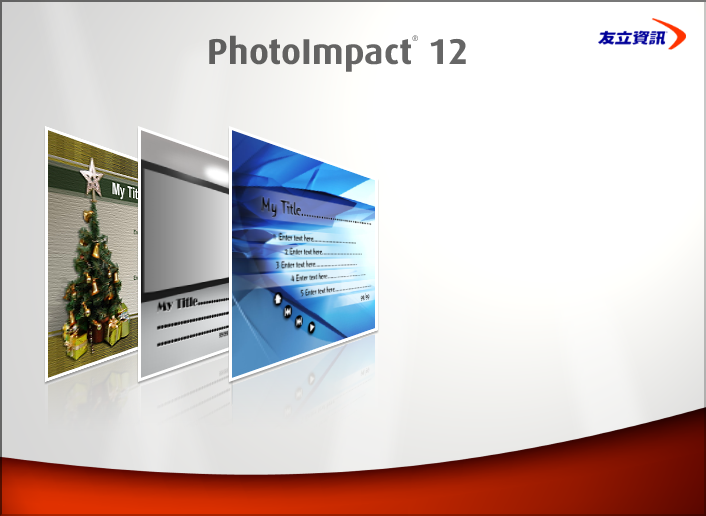 PhotoImpact® 12
友立資訊
My Tit
My Title
My Title
1 Enter text here
2 Enter text here
3 Enter text here
4 Enter text here
5 Enter text here